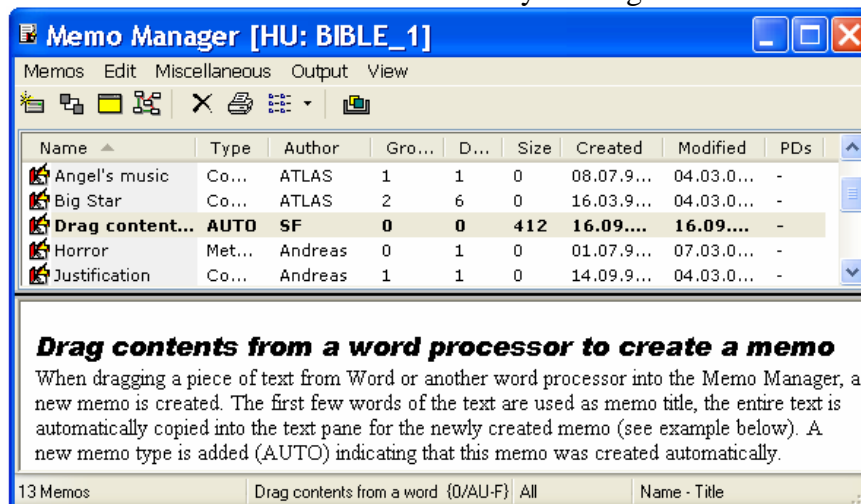 Memo Manager [HU: BIBLE_1]
Memos Edit Miscellaneous Output View
Name Type Author Gro... D... Size Created Modified PDs
Angel's music Co... ATLAS 1 1 0 08.07.9... 04.03.0... -
Big Star Co... ATLAS 2 6 0 16.03.9... 04.03.0... -
Drag content... AUTO SF 0 0 412 16.09.... 16.09.... -
Horror Met... Andreas 0 1 0 01.07.9... 07.03.0... -
Justification Co... Andreas 1 1 0 14.09.9... 04.03.0... -
Drag contents from a word processor to create a memo
When dragging a piece of text from Word or another word processor into the Memo Manager, a
new memo is created. The first few words of the text are used as memo title, the entire text is
automatically copied into the text pane for the newly created memo (see example below). A
new memo type is added (AUTO) indicating that this memo was created automatically.
13 Memos Drag contents from a word {0/AU-F} All Name - Title